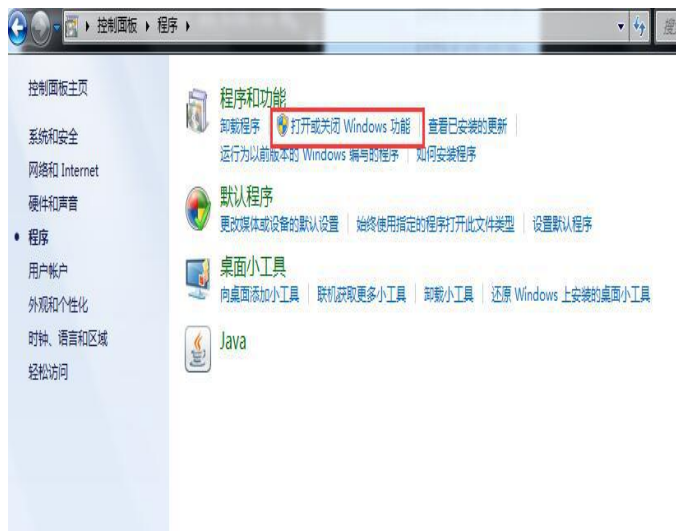 控制面板 程序
控制面板主页
系统和安全
网络和 Internet
硬件和声音
程序
用户帐户
外观和个性化
时钟、语言和区域
轻松访问
程序和功能
卸载程序 打开或关闭 Windows 功能 查看已安装的更新
运行为以前版本的 Windows 编写的程序 如何安装程序
默认程序
更改媒体或设备的默认设置 始终使用指定的程序打开此文件类型 设置默认程序
桌面小工具
向桌面添加小工具 联机获取更多小工具 卸载小工具 还原 Windows 上安装的桌面小工具
Java